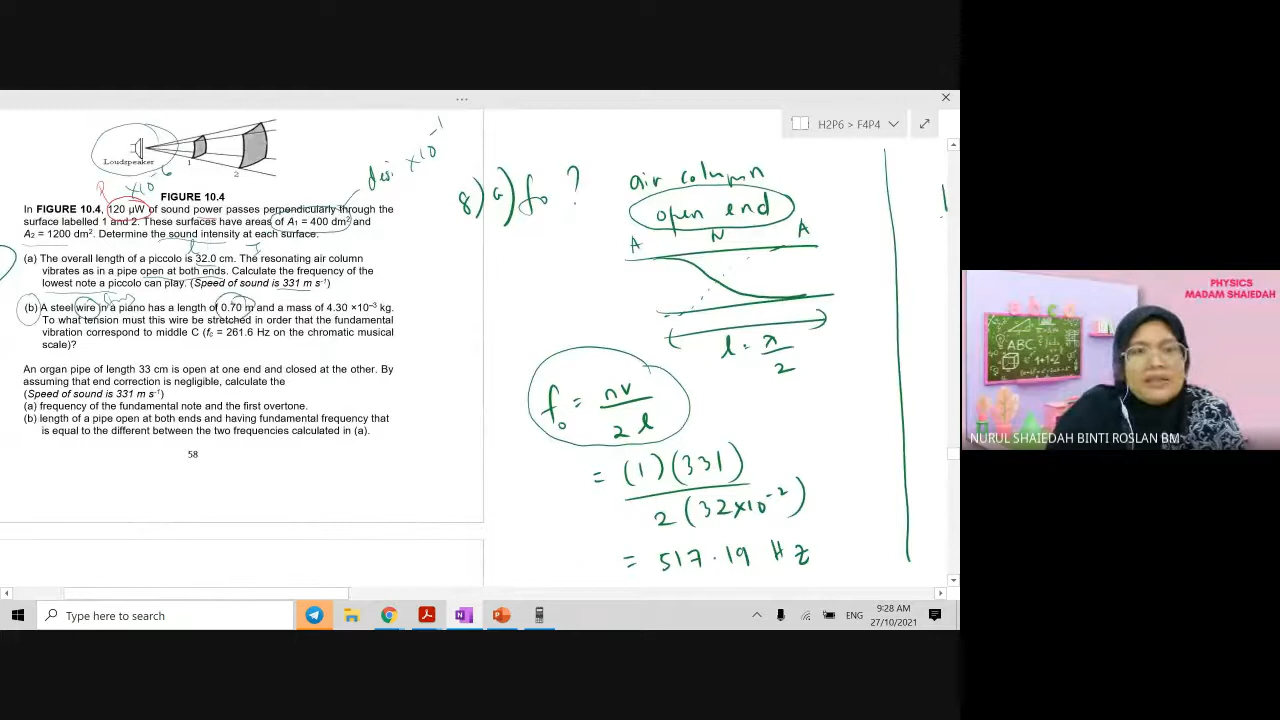 H2P6 > F4P4
Loudspeaker
1
2
desi ×10⁻¹
×10⁻⁶
P
FIGURE 10.4
In FIGURE 10.4, 120 µW of sound power passes perpendicularly through the
surface labelled 1 and 2. These surfaces have areas of A₁ = 400 dm² and
A₂ = 1200 dm². Determine the sound intensity at each surface.
l
I
(a) The overall length of a piccolo is 32.0 cm. The resonating air column
vibrates as in a pipe open at both ends. Calculate the frequency of the
lowest note a piccolo can play. (Speed of sound is 331 m s⁻¹)
(b) A steel wire in a piano has a length of 0.70 m and a mass of 4.30 ×10⁻³ kg.
To what tension must this wire be stretched in order that the fundamental
vibration correspond to middle C (fc = 261.6 Hz on the chromatic musical
scale)?
An organ pipe of length 33 cm is open at one end and closed at the other. By
assuming that end correction is negligible, calculate the
(Speed of sound is 331 m s⁻¹)
(a) frequency of the fundamental note and the first overtone.
(b) length of a pipe open at both ends and having fundamental frequency that
is equal to the different between the two frequencies calculated in (a).
58
8) a) f₀ ?
air column
open end
A N A
l = λ/2
f₀ = nv / 2l
= (1)(331) / 2(32×10⁻²)
= 517.19 Hz
PHYSICS
MADAM SHAIEDAH
ABC
1+1=2
NURUL SHAIEDAH BINTI ROSLAN BM
Type here to search
ENG
9:28 AM
27/10/2021